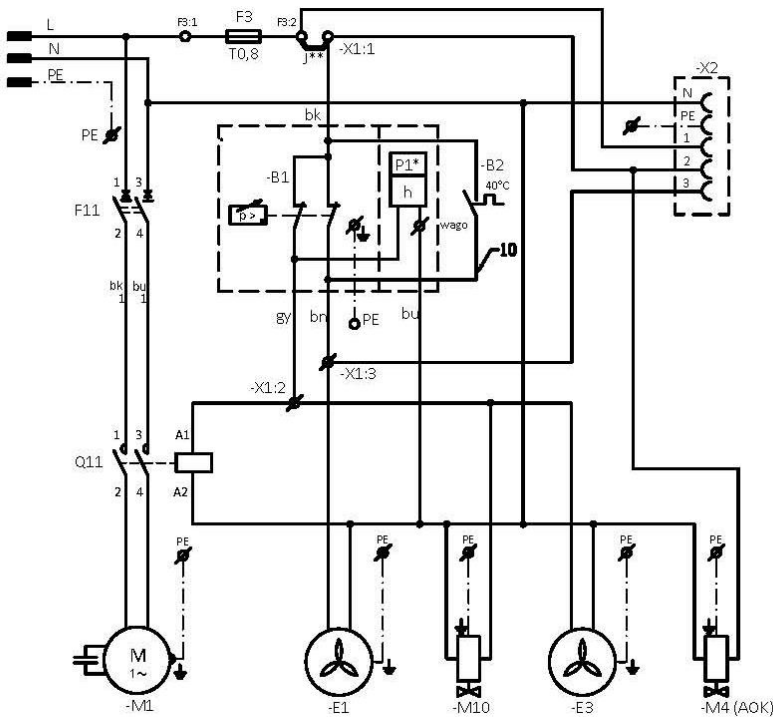 L
F3:1
F3
F3:2
T0,8
J**
-X1:1
N
PE
PE
-X2
N
PE
1
2
3
bk
-B1
P1*
h
-B2
40°C
p >
wago
10
1 3
F11
2 4
bk
1
bu
1
gy
bn
PE
bu
-X1:3
-X1:2
1 3
A1
Q11
A2
2 4
PE
PE
PE
PE
PE
M
1~
-M1
-E1
-M10
-E3
-M4 (AOK)